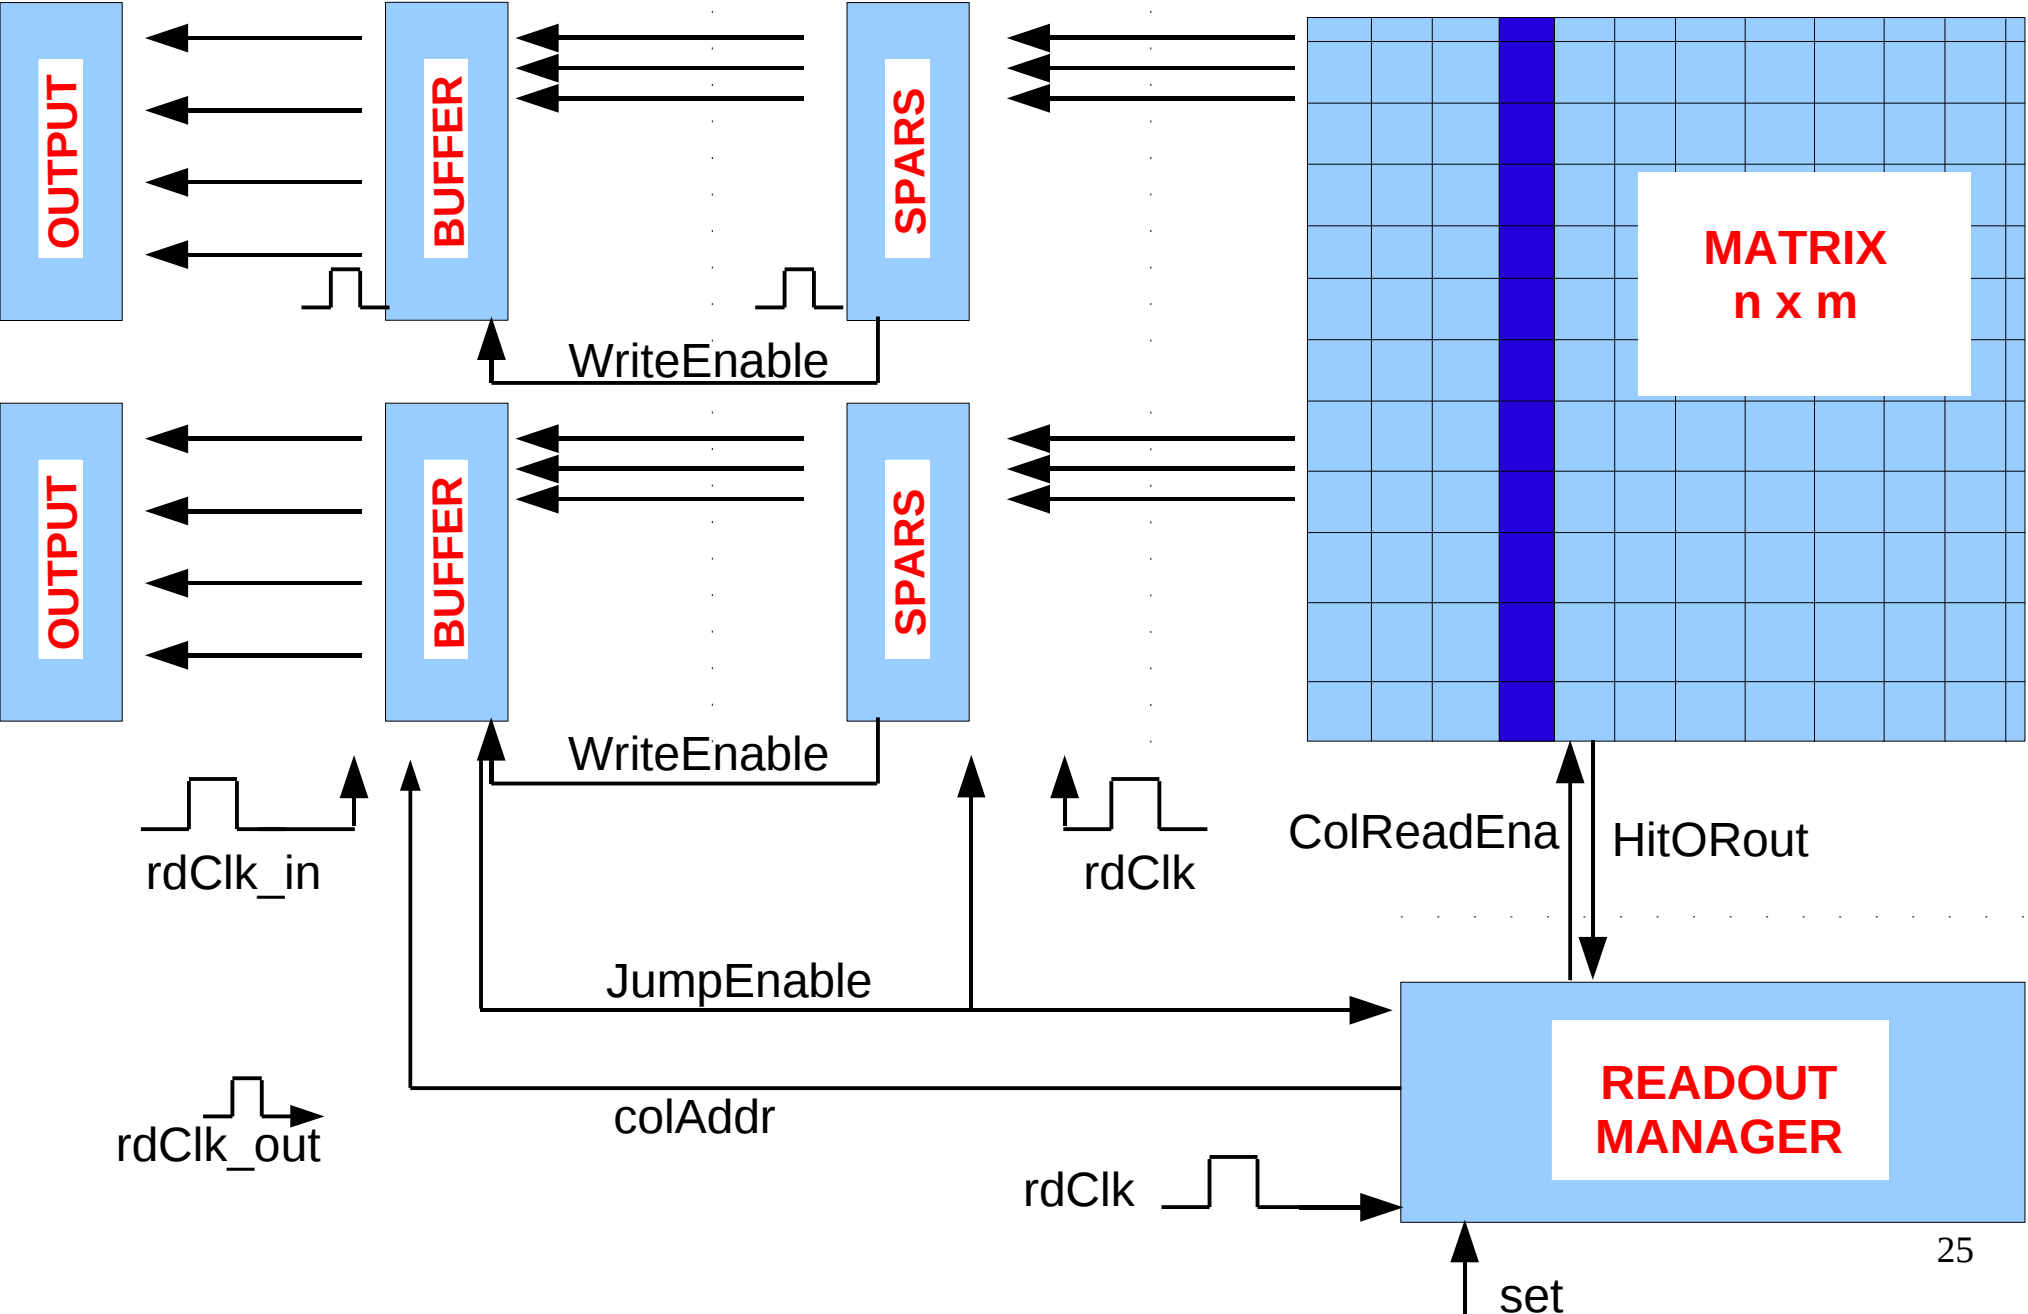 OUTPUT
BUFFER
SPARS
MATRIX
n x m
WriteEnable
OUTPUT
BUFFER
SPARS
WriteEnable
ColReadEna
HitORout
rdClk_in
rdClk
JumpEnable
colAddr
rdClk_out
READOUT
MANAGER
rdClk
25
set